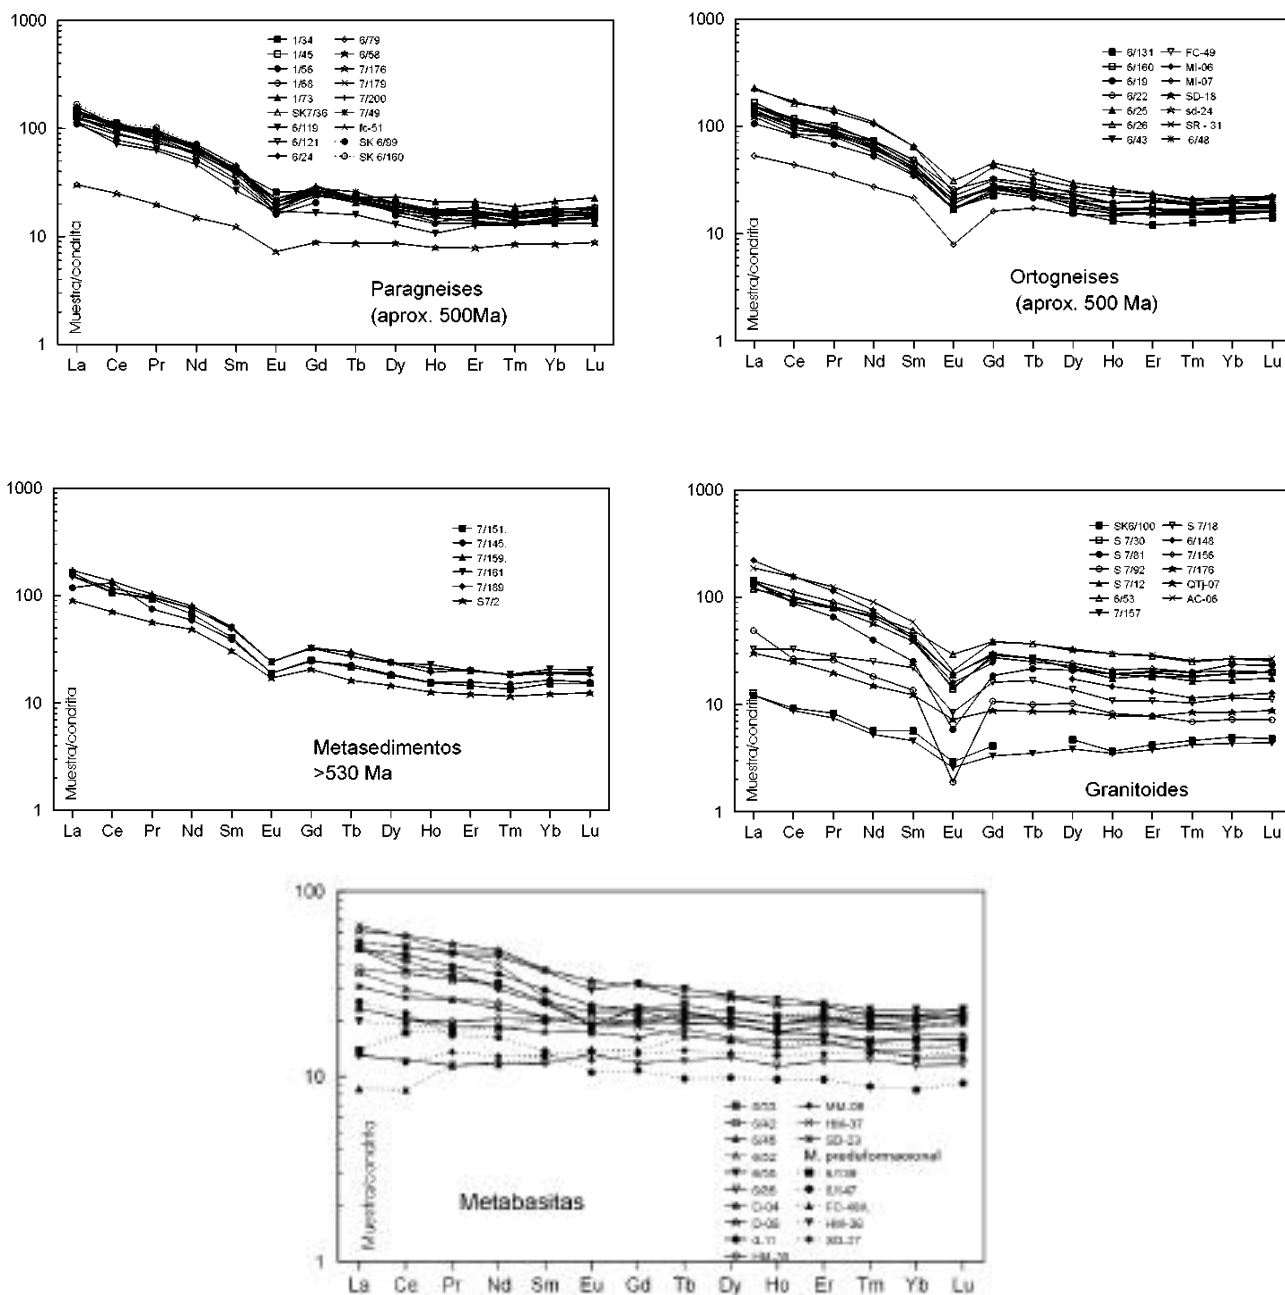 1000
100
10
1
Muestra/condrita
1/34 6/79
1/45 6/58
1/56 7/176
1/68 7/179
1/73 7/200
SK7/36 7/49
6/119 fc-51
6/121 SK 6/99
6/24 SK 6/160
Paragneises
(aprox. 500Ma)
La Ce Pr Nd Sm Eu Gd Tb Dy Ho Er Tm Yb Lu
1000
100
10
1
Muestra/condrita
6/131 FC-49
6/160 MI-06
6/19 MI-07
6/22 SD-18
6/25 sd-24
6/26 SR - 31
6/43 6/48
Ortogneises
(aprox. 500 Ma)
La Ce Pr Nd Sm Eu Gd Tb Dy Ho Er Tm Yb Lu
1000
100
10
1
Muestra/condrita
7/151.
7/145.
7/159.
7/161
7/169
S7/2
Metasedimentos
>530 Ma
La Ce Pr Nd Sm Eu Gd Tb Dy Ho Er Tm Yb Lu
1000
100
10
1
Muestra/condrita
SK6/100 S 7/18
S 7/30 6/148
S 7/81 7/156
S 7/92 7/176
S 7/12 QTj-07
6/53 AC-06
7/157
Granitoides
La Ce Pr Nd Sm Eu Gd Tb Dy Ho Er Tm Yb Lu
100
10
1
Muestra/condrita
M. predeformacional
Metabasitas
La Ce Pr Nd Sm Eu Gd Tb Dy Ho Er Tm Yb Lu